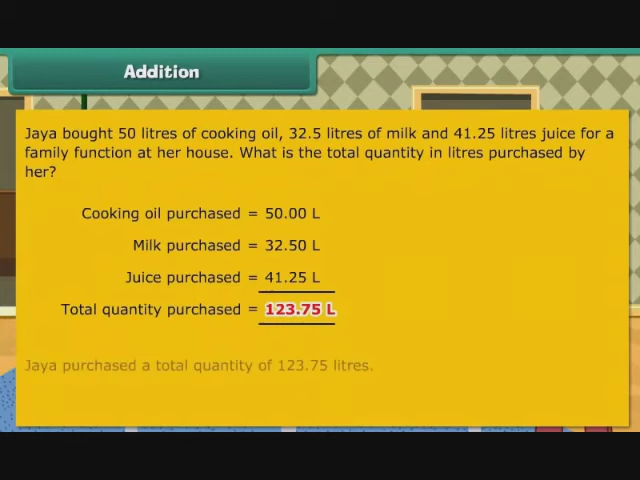 Addition
Jaya bought 50 litres of cooking oil, 32.5 litres of milk and 41.25 litres juice for a
family function at her house. What is the total quantity in litres purchased by
her?
Cooking oil purchased = 50.00 L
Milk purchased = 32.50 L
Juice purchased = 41.25 L
Total quantity purchased = 123.75 L
Jaya purchased a total quantity of 123.75 litres.